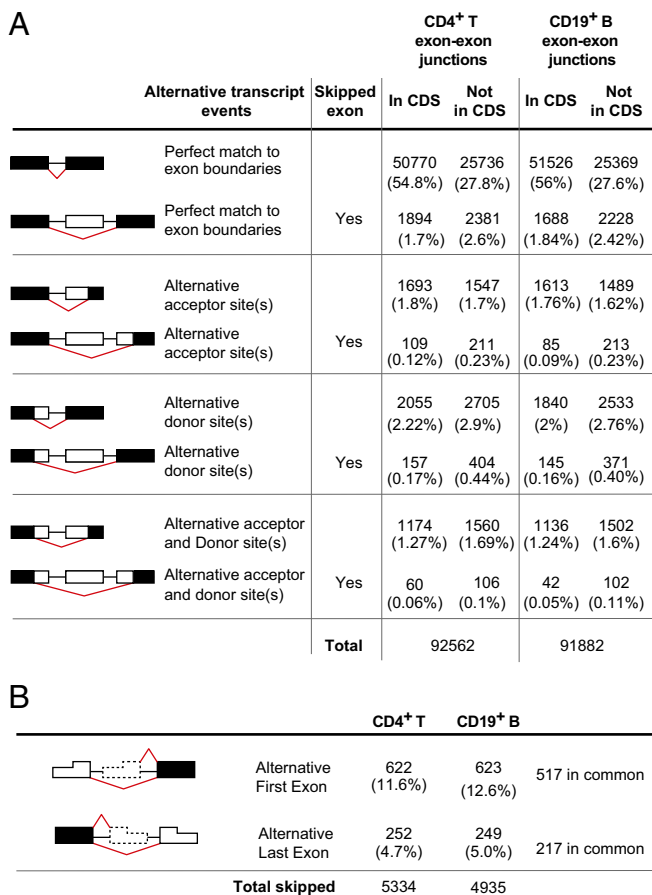 A
CD4+ T exon-exon junctions CD19+ B exon-exon junctions
Alternative transcript events Skipped exon In CDS Not in CDS In CDS Not in CDS
Perfect match to exon boundaries 50770 (54.8%) 25736 (27.8%) 51526 (56%) 25369 (27.6%)
Perfect match to exon boundaries Yes 1894 (1.7%) 2381 (2.6%) 1688 (1.84%) 2228 (2.42%)
Alternative acceptor site(s) 1693 (1.8%) 1547 (1.7%) 1613 (1.76%) 1489 (1.62%)
Alternative acceptor site(s) Yes 109 (0.12%) 211 (0.23%) 85 (0.09%) 213 (0.23%)
Alternative donor site(s) 2055 (2.22%) 2705 (2.9%) 1840 (2%) 2533 (2.76%)
Alternative donor site(s) Yes 157 (0.17%) 404 (0.44%) 145 (0.16%) 371 (0.40%)
Alternative acceptor and Donor site(s) 1174 (1.27%) 1560 (1.69%) 1136 (1.24%) 1502 (1.6%)
Alternative acceptor and donor site(s) Yes 60 (0.06%) 106 (0.1%) 42 (0.05%) 102 (0.11%)
Total 92562 91882
B
CD4+ T CD19+ B
Alternative First Exon 622 (11.6%) 623 (12.6%) 517 in common
Alternative Last Exon 252 (4.7%) 249 (5.0%) 217 in common
Total skipped 5334 4935